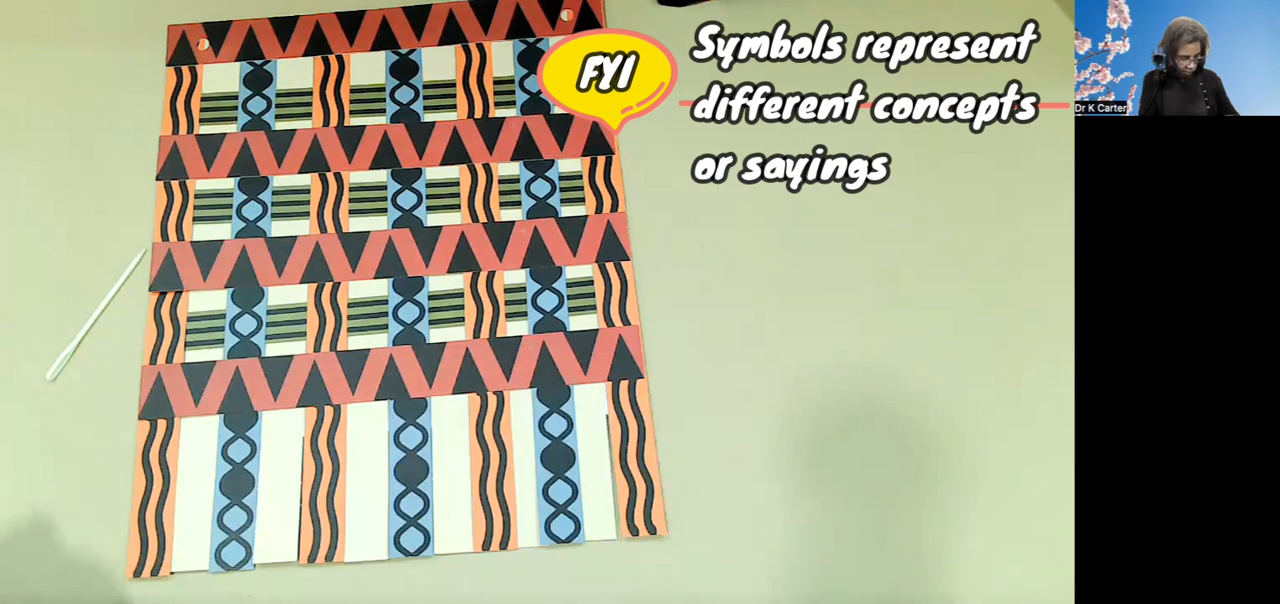 FYI
Symbols represent
different concepts
or sayings
Dr K Carter